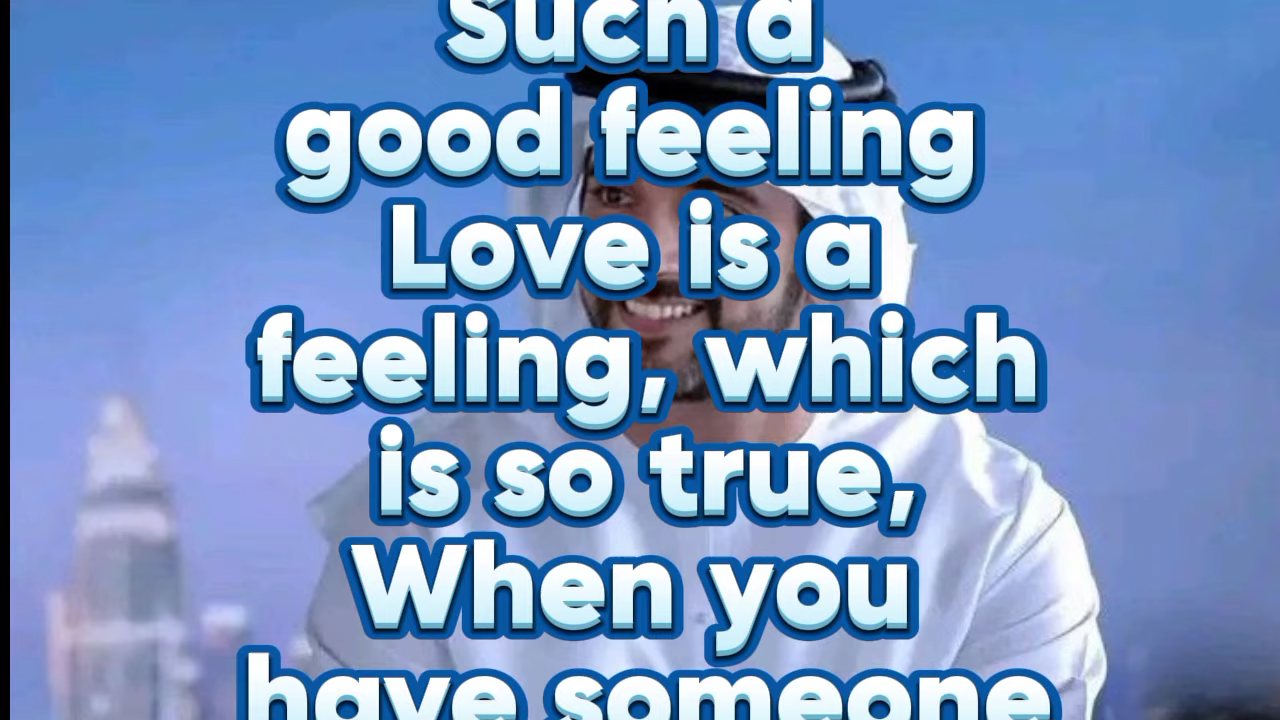 Such a
good feeling
Love is a
feeling, which
is so true,
When you
have someone